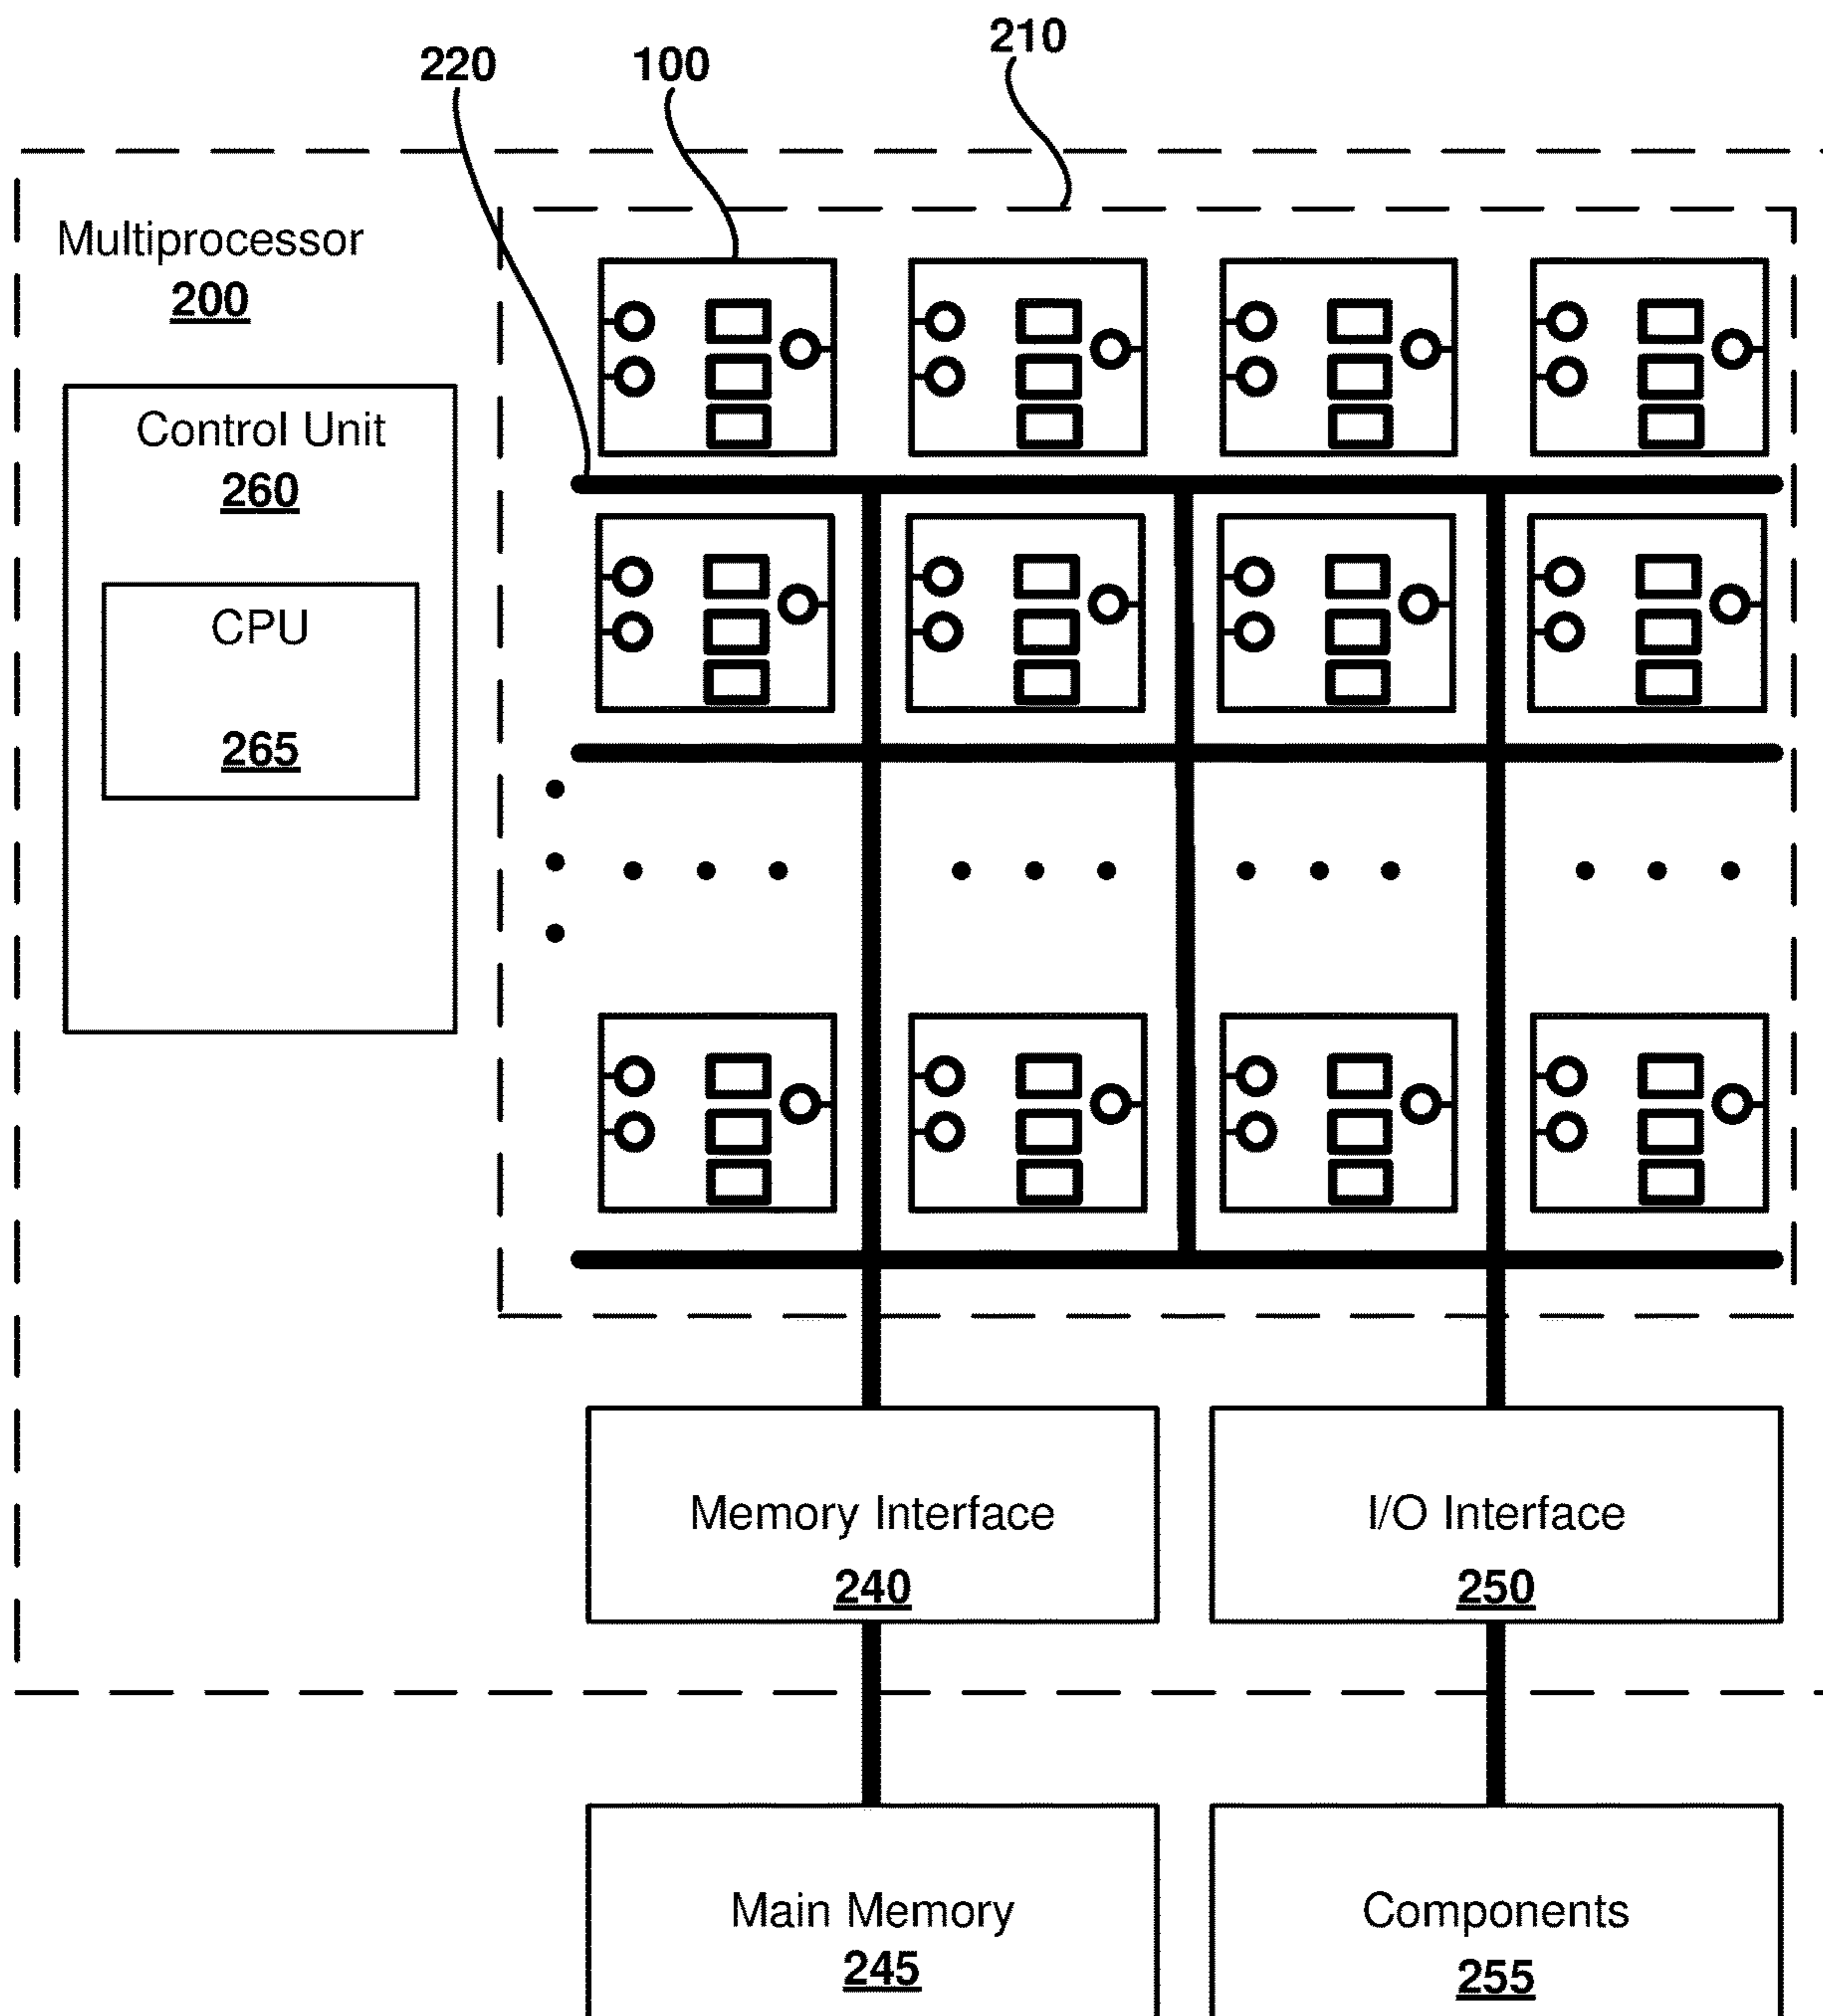 220
100
210
Multiprocessor
200
Control Unit
260
CPU
265
Memory Interface
240
I/O Interface
250
Main Memory
245
Components
255